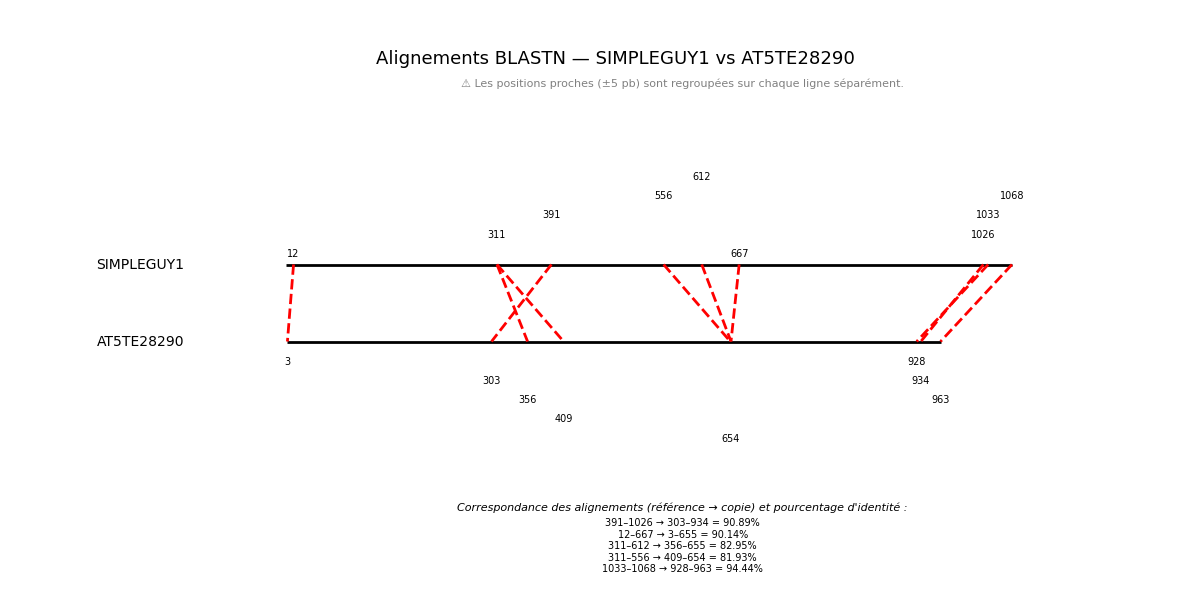 Alignements BLASTN — SIMPLEGUY1 vs AT5TE28290
⚠ Les positions proches (±5 pb) sont regroupées sur chaque ligne séparément.
612
556
1068
391
1033
311
1026
12
667
SIMPLEGUY1
AT5TE28290
3
928
303
934
356
963
409
654
Correspondance des alignements (référence → copie) et pourcentage d'identité :
391–1026 → 303–934 = 90.89%
12–667 → 3–655 = 90.14%
311–612 → 356–655 = 82.95%
311–556 → 409–654 = 81.93%
1033–1068 → 928–963 = 94.44%